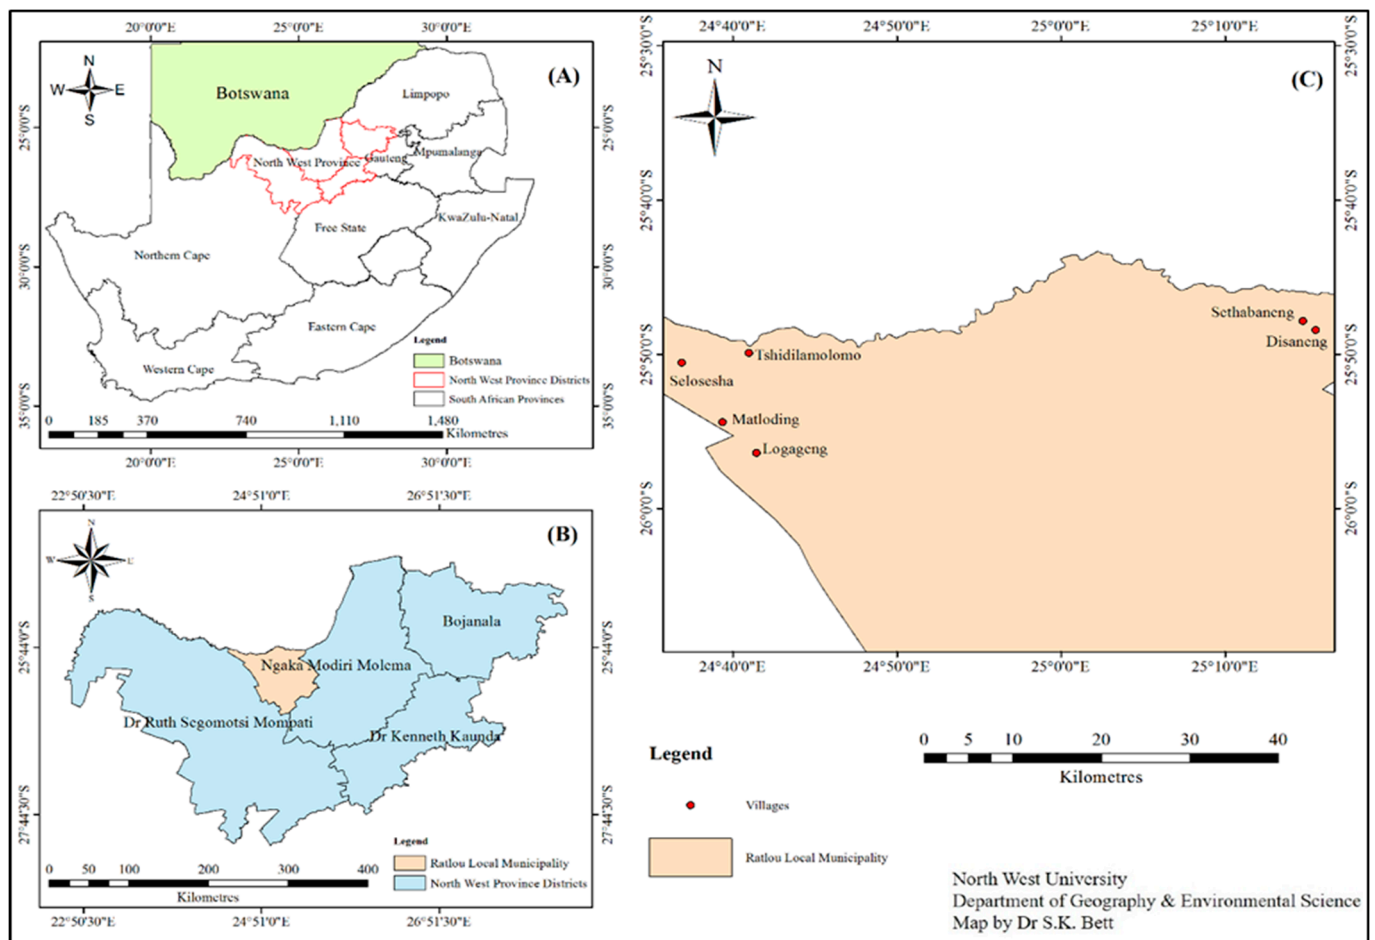 20°0'0"E 25°0'0"E 30°0'0"E
(A)
N
W E
S
Botswana
Limpopo
North West Province
Gauteng
Mpumalanga
Free State
KwaZulu-Natal
Northern Cape
Eastern Cape
Western Cape
25°0'0"S
30°0'0"S
35°0'0"S
25°0'0"S
30°0'0"S
35°0'0"S
Legend
Botswana
North West Province Districts
South African Provinces
0 185 370 740 1,110 1,480
Kilometres
20°0'0"E 25°0'0"E 30°0'0"E
22°50'30"E 24°51'0"E 26°51'30"E
(B)
N
W E
S
Bojanala
Ngaka Modiri Molema
Dr Ruth Segomotsi Mompati
Dr Kenneth Kaunda
25°44'0"S
27°44'30"S
25°44'0"S
27°44'30"S
Legend
Ratlou Local Municipality
North West Province Districts
0 50 100 200 300 400
Kilometres
22°50'30"E 24°51'0"E 26°51'30"E
24°40'0"E 24°50'0"E 25°0'0"E 25°10'0"E
(C)
N
25°30'0"S
25°40'0"S
25°50'0"S
26°0'0"S
25°30'0"S
25°40'0"S
25°50'0"S
26°0'0"S
Sethabaneng
Disaneng
Tshidilamolomo
Selosesha
Matloding
Logageng
24°40'0"E 24°50'0"E 25°0'0"E 25°10'0"E
Legend
Villages
Ratlou Local Municipality
0 5 10 20 30 40
Kilometres
North West University
Department of Geography & Environmental Science
Map by Dr S.K. Bett